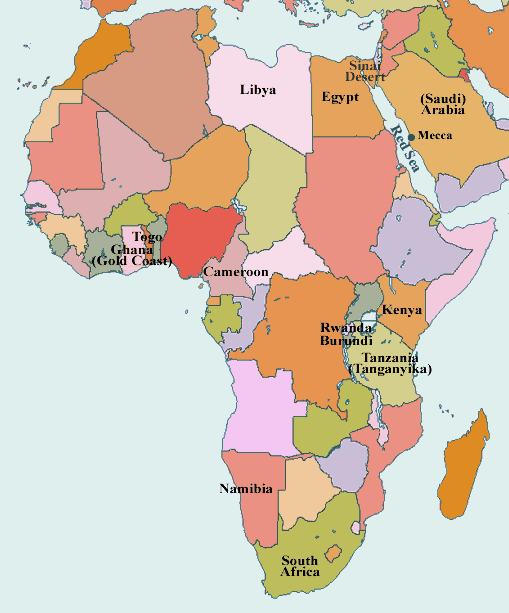 Sinai
Desert
Libya
Egypt
(Saudi)
Arabia
Red Sea
Mecca
Togo
Ghana
(Gold Coast)
Cameroon
Kenya
Rwanda
Burundi
Tanzania
(Tanganyika)
Namibia
South
Africa